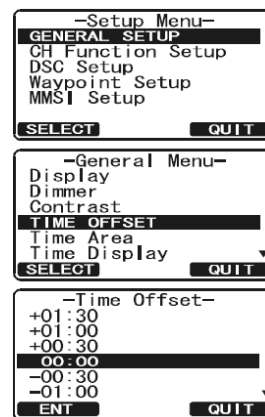 —Setup Menu—
GENERAL SETUP
CH Function Setup
DSC Setup
Waypoint Setup
MMSI Setup
SELECT QUIT
—General Menu—
Display
Dimmer
Contrast
TIME OFFSET
Time Area
Time Display ▼
SELECT QUIT
—Time Offset—
+01:30
+01:00
+00:30
00:00
−00:30
−01:00 ▼
ENT QUIT